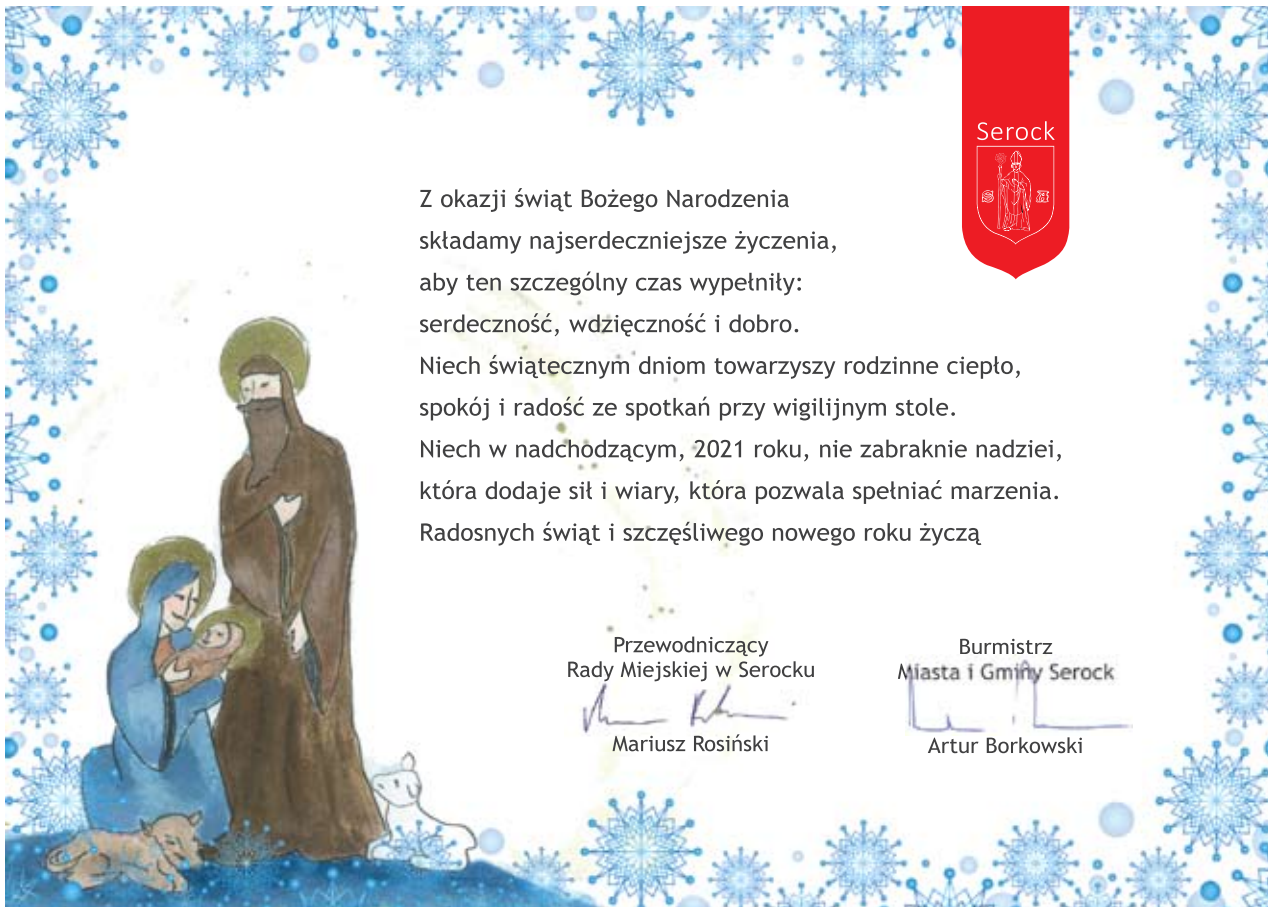 Serock
S A
Z okazji świąt Bożego Narodzenia
składamy najserdeczniejsze życzenia,
aby ten szczególny czas wypełniły:
serdeczność, wdzięczność i dobro.
Niech świątecznym dniom towarzyszy rodzinne ciepło,
spokój i radość ze spotkań przy wigilijnym stole.
Niech w nadchodzącym, 2021 roku, nie zabraknie nadziei,
która dodaje sił i wiary, która pozwala spełniać marzenia.
Radosnych świąt i szczęśliwego nowego roku życzą
Przewodniczący
Rady Miejskiej w Serocku
Mariusz Rosiński
Burmistrz
Miasta i Gminy Serock
Artur Borkowski